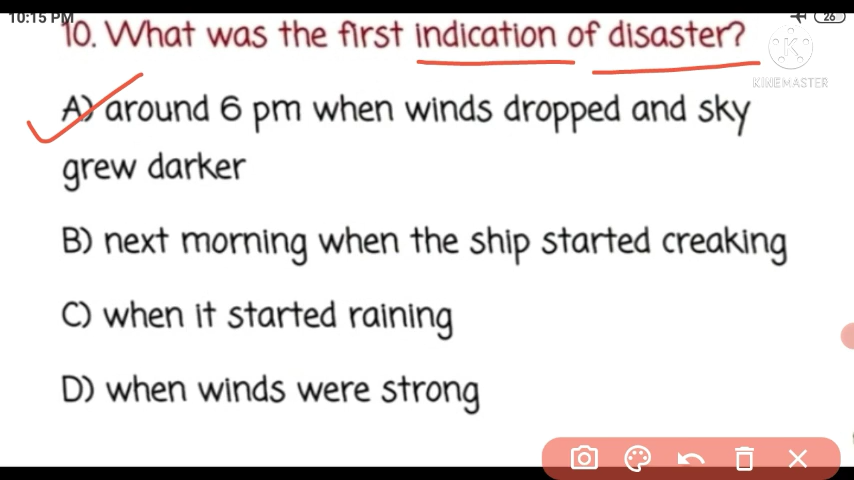 10:15 PM 26
10. What was the first indication of disaster?
KINEMASTER
A) around 6 pm when winds dropped and sky
grew darker
B) next morning when the ship started creaking
C) when it started raining
D) when winds were strong